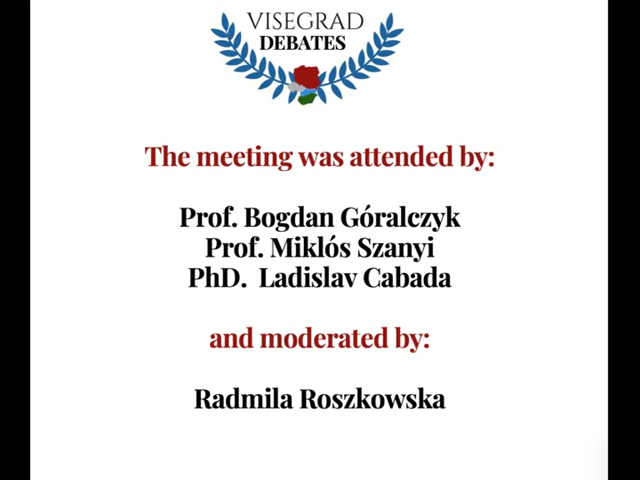 VISEGRAD
DEBATES
The meeting was attended by:
Prof. Bogdan Góralczyk
Prof. Miklós Szanyi
PhD. Ladislav Cabada
and moderated by:
Radmila Roszkowska